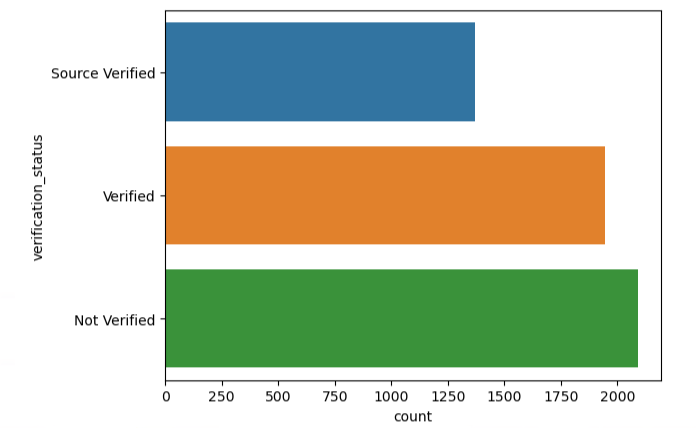 Source Verified
Verified
Not Verified
verification_status
0 250 500 750 1000 1250 1500 1750 2000
count